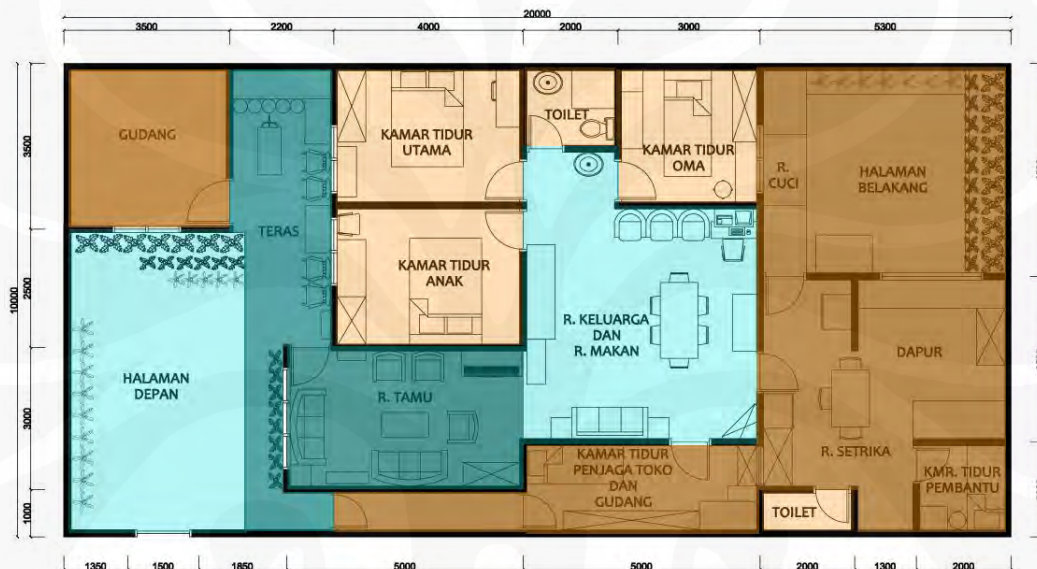 20000
3500
2200
4000
2000
3000
5300
10000
3500
2500
3000
1000
GUDANG
TERAS
KAMAR TIDUR
UTAMA
TOILET
KAMAR TIDUR
OMA
R.
CUCI
HALAMAN
BELAKANG
KAMAR TIDUR
ANAK
R. KELUARGA
DAN
R. MAKAN
DAPUR
HALAMAN
DEPAN
R. TAMU
R. SETRIKA
KAMAR TIDUR
PENJAGA TOKO
DAN
GUDANG
KMR. TIDUR
PEMBANTU
TOILET
1350
1500
1850
5000
5000
2000
1300
2000